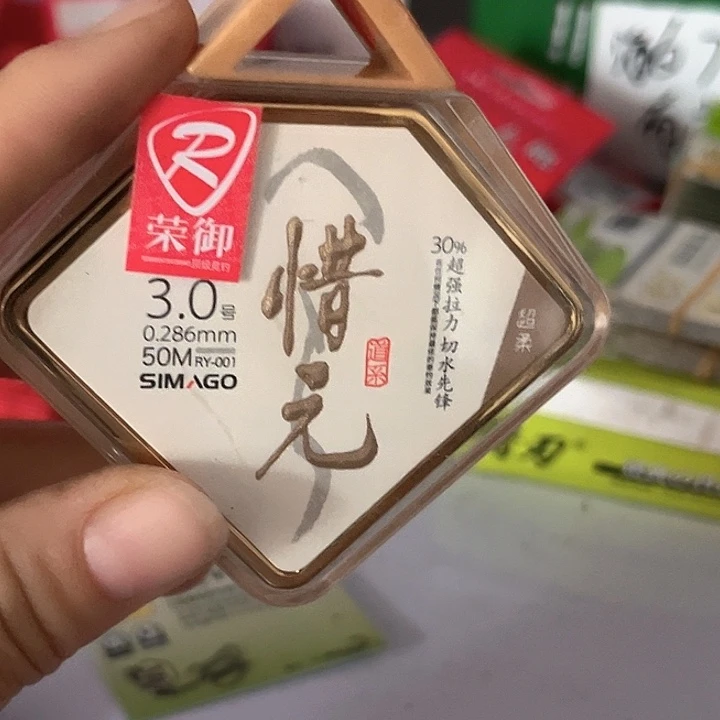 R
荣御
3.0号
0.286mm
50M RY-001
SIMAGO
惜元
30%超强拉力 切水先锋
超柔